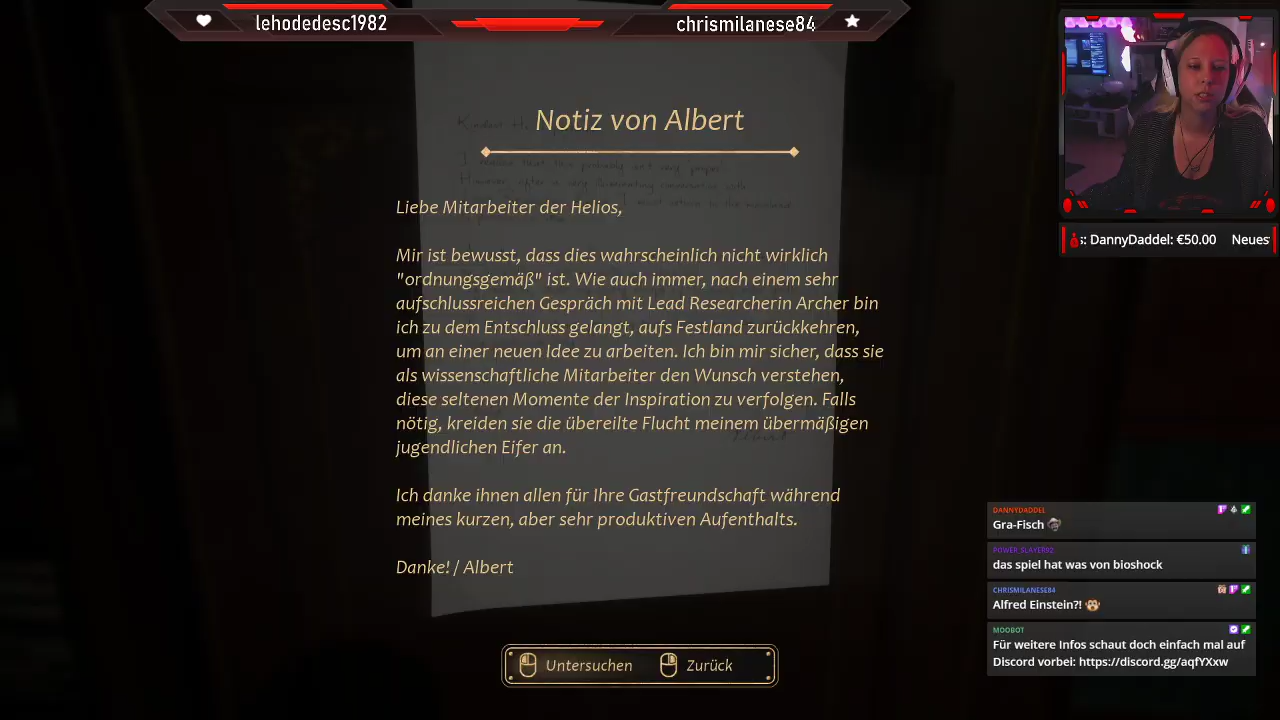 lehodedesc1982
chrismilanese84
Notiz von Albert
Liebe Mitarbeiter der Helios,
Mir ist bewusst, dass dies wahrscheinlich nicht wirklich
"ordnungsgemäß" ist. Wie auch immer, nach einem sehr
aufschlussreichen Gespräch mit Lead Researcherin Archer bin
ich zu dem Entschluss gelangt, aufs Festland zurückkehren,
um an einer neuen Idee zu arbeiten. Ich bin mir sicher, dass sie
als wissenschaftliche Mitarbeiter den Wunsch verstehen,
diese seltenen Momente der Inspiration zu verfolgen. Falls
nötig, kreiden sie die übereilte Flucht meinem übermäßigen
jugendlichen Eifer an.
Ich danke ihnen allen für Ihre Gastfreundschaft während
meines kurzen, aber sehr produktiven Aufenthalts.
Danke! / Albert
Untersuchen
Zurück
s: DannyDaddel: €50.00 Neues
DANNYDADDEL
Gra-Fisch
POWER_SLAYER92
das spiel hat was von bioshock
CHRISMILANESE84
Alfred Einstein?!
MOOBOT
Für weitere Infos schaut doch einfach mal auf
Discord vorbei: https://discord.gg/aqfYXxw